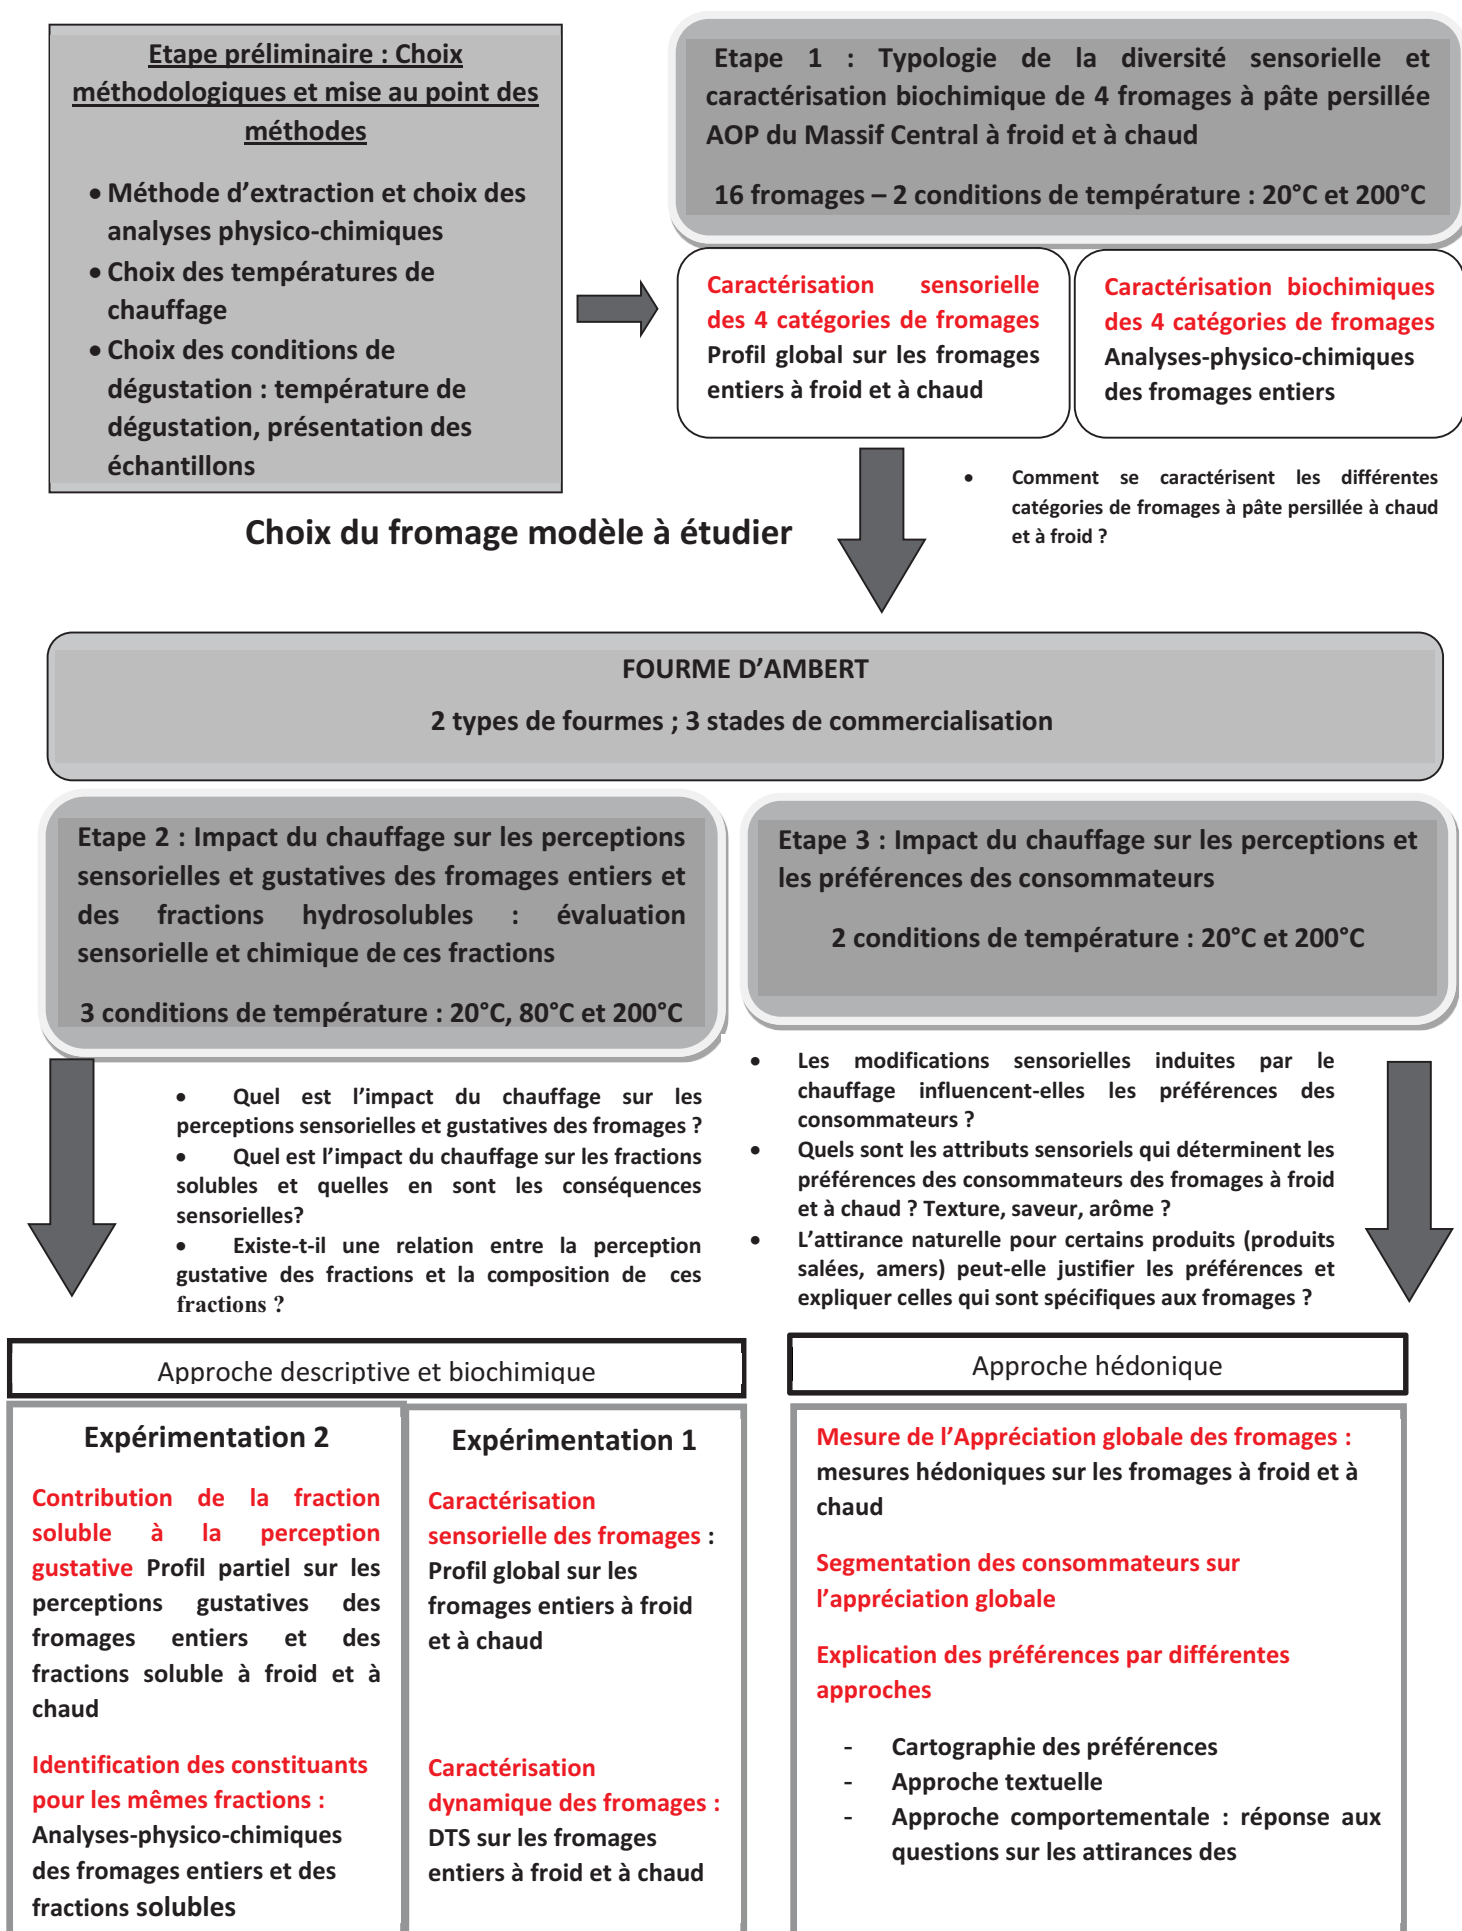 Etape préliminaire : Choix
méthodologiques et mise au point des
méthodes
• Méthode d'extraction et choix des
analyses physico-chimiques
• Choix des températures de
chauffage
• Choix des conditions de
dégustation : température de
dégustation, présentation des
échantillons
Etape 1 : Typologie de la diversité sensorielle et
caractérisation biochimique de 4 fromages à pâte persillée
AOP du Massif Central à froid et à chaud
16 fromages – 2 conditions de température : 20°C et 200°C
Caractérisation sensorielle
des 4 catégories de fromages
Profil global sur les fromages
entiers à froid et à chaud
Caractérisation biochimiques
des 4 catégories de fromages
Analyses-physico-chimiques
des fromages entiers
• Comment se caractérisent les différentes
catégories de fromages à pâte persillée à chaud
et à froid ?
Choix du fromage modèle à étudier
FOURME D'AMBERT
2 types de fourmes ; 3 stades de commercialisation
Etape 2 : Impact du chauffage sur les perceptions
sensorielles et gustatives des fromages entiers et
des fractions hydrosolubles : évaluation
sensorielle et chimique de ces fractions
3 conditions de température : 20°C, 80°C et 200°C
Etape 3 : Impact du chauffage sur les perceptions et
les préférences des consommateurs
2 conditions de température : 20°C et 200°C
• Quel est l'impact du chauffage sur les
perceptions sensorielles et gustatives des fromages ?
• Quel est l'impact du chauffage sur les fractions
solubles et quelles en sont les conséquences
sensorielles?
• Existe-t-il une relation entre la perception
gustative des fractions et la composition de ces
fractions ?
• Les modifications sensorielles induites par le
chauffage influencent-elles les préférences des
consommateurs ?
• Quels sont les attributs sensoriels qui déterminent les
préférences des consommateurs des fromages à froid
et à chaud ? Texture, saveur, arôme ?
• L'attirance naturelle pour certains produits (produits
salées, amers) peut-elle justifier les préférences et
expliquer celles qui sont spécifiques aux fromages ?
Approche descriptive et biochimique
Expérimentation 2
Contribution de la fraction
soluble à la perception
gustative Profil partiel sur les
perceptions gustatives des
fromages entiers et des
fractions soluble à froid et à
chaud
Identification des constituants
pour les mêmes fractions :
Analyses-physico-chimiques
des fromages entiers et des
fractions solubles
Expérimentation 1
Caractérisation
sensorielle des fromages :
Profil global sur les
fromages entiers à froid
et à chaud
Caractérisation
dynamique des fromages :
DTS sur les fromages
entiers à froid et à chaud
Approche hédonique
Mesure de l'Appréciation globale des fromages :
mesures hédoniques sur les fromages à froid et à
chaud
Segmentation des consommateurs sur
l'appréciation globale
Explication des préférences par différentes
approches
- Cartographie des préférences
- Approche textuelle
- Approche comportementale : réponse aux
questions sur les attirances des